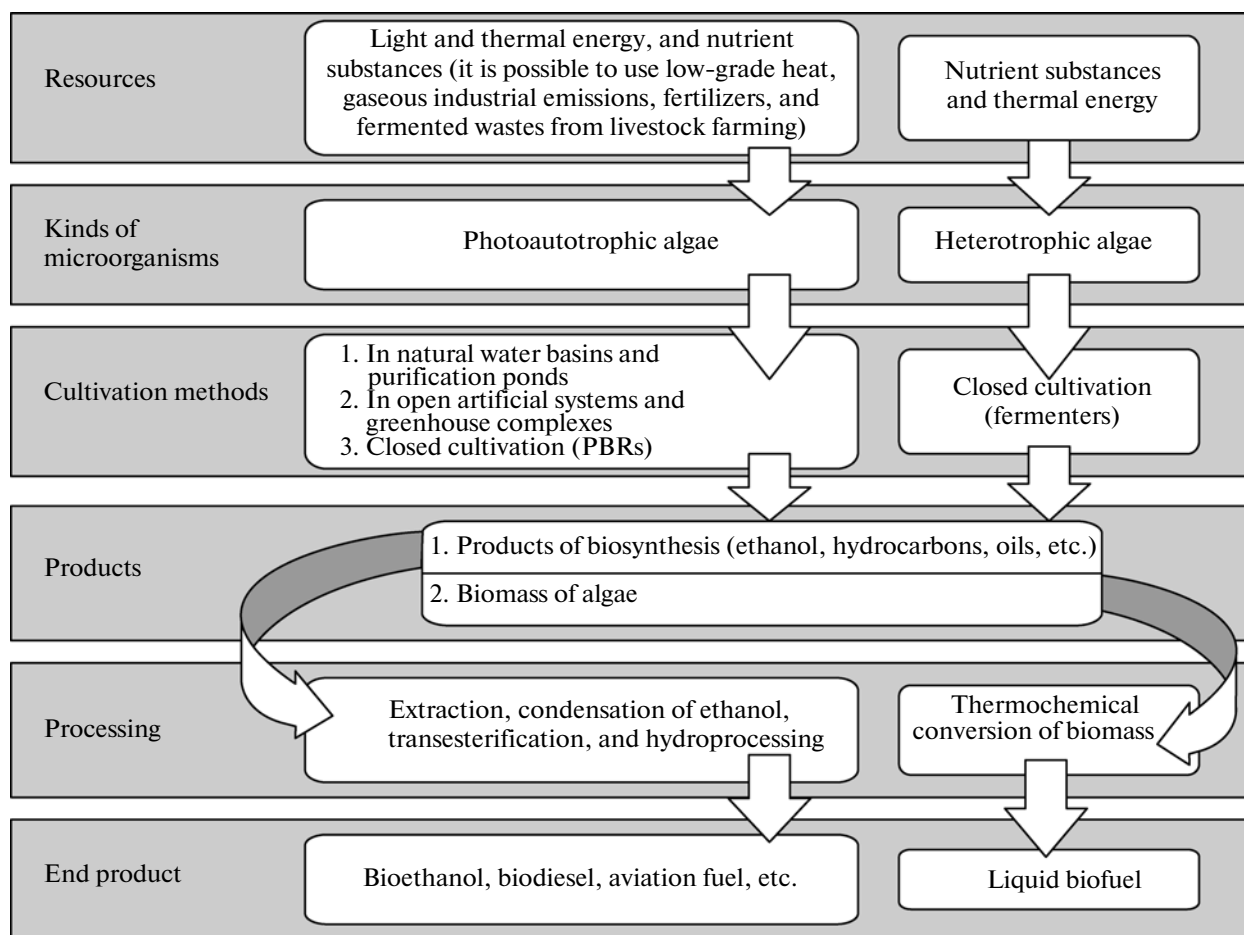 Resources
Light and thermal energy, and nutrient
substances (it is possible to use low-grade heat,
gaseous industrial emissions, fertilizers, and
fermented wastes from livestock farming)
Nutrient substances
and thermal energy
Kinds of
microorganisms
Photoautotrophic algae
Heterotrophic algae
Cultivation methods
1. In natural water basins and
purification ponds
2. In open artificial systems and
greenhouse complexes
3. Closed cultivation (PBRs)
Closed cultivation
(fermenters)
Products
1. Products of biosynthesis (ethanol, hydrocarbons, oils, etc.)
2. Biomass of algae
Processing
Extraction, condensation of ethanol,
transesterification, and hydroprocessing
Thermochemical
conversion of biomass
End product
Bioethanol, biodiesel, aviation fuel, etc.
Liquid biofuel